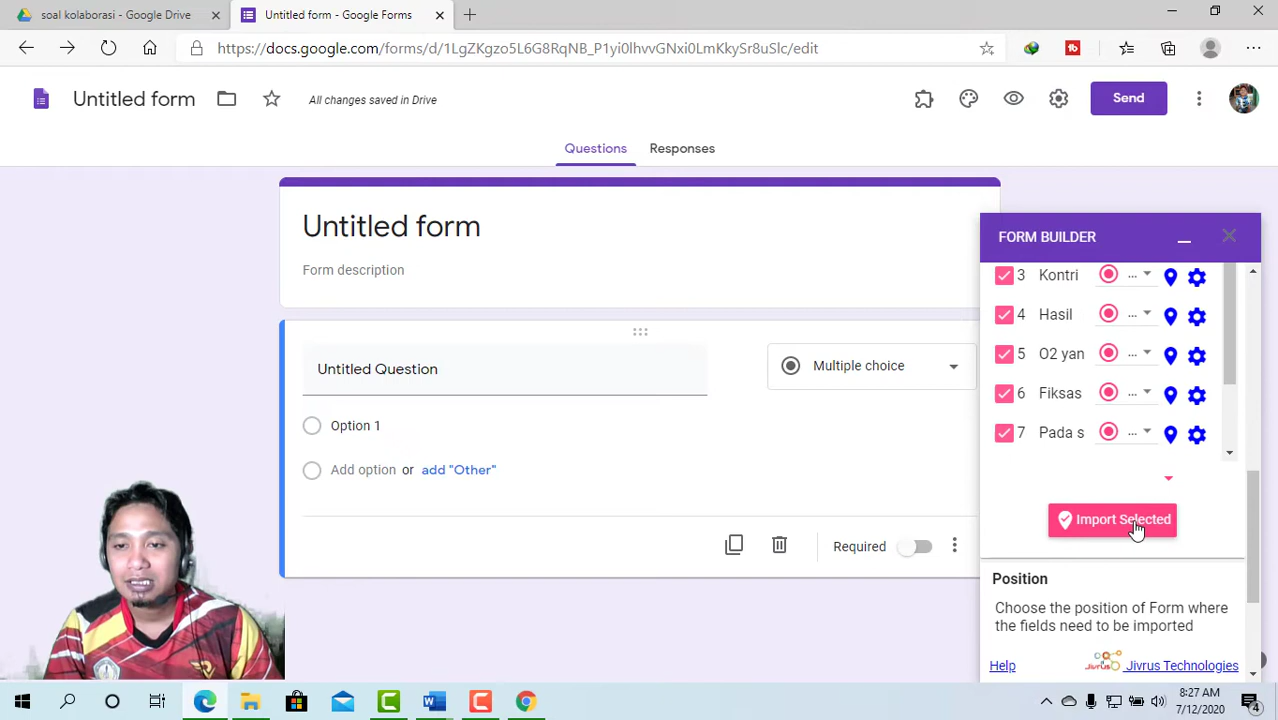 soal kolaborasi - Google Drive
Untitled form - Google Forms
https://docs.google.com/forms/d/1LgZKgzo5L6G8RqNB_P1yi0lhvvGNxi0LmKkySr8uSlc/edit
Untitled form
All changes saved in Drive
Send
Questions
Responses
Untitled form
Form description
Untitled Question
Multiple choice
Option 1
Add option or add "Other"
Required
FORM BUILDER
3 Kontri ...
4 Hasil ...
5 O2 yan ...
6 Fiksas ...
7 Pada s ...
Import Selected
Position
Choose the position of Form where
the fields need to be imported
Help
Jivrus Technologies
8:27 AM
7/12/2020
4